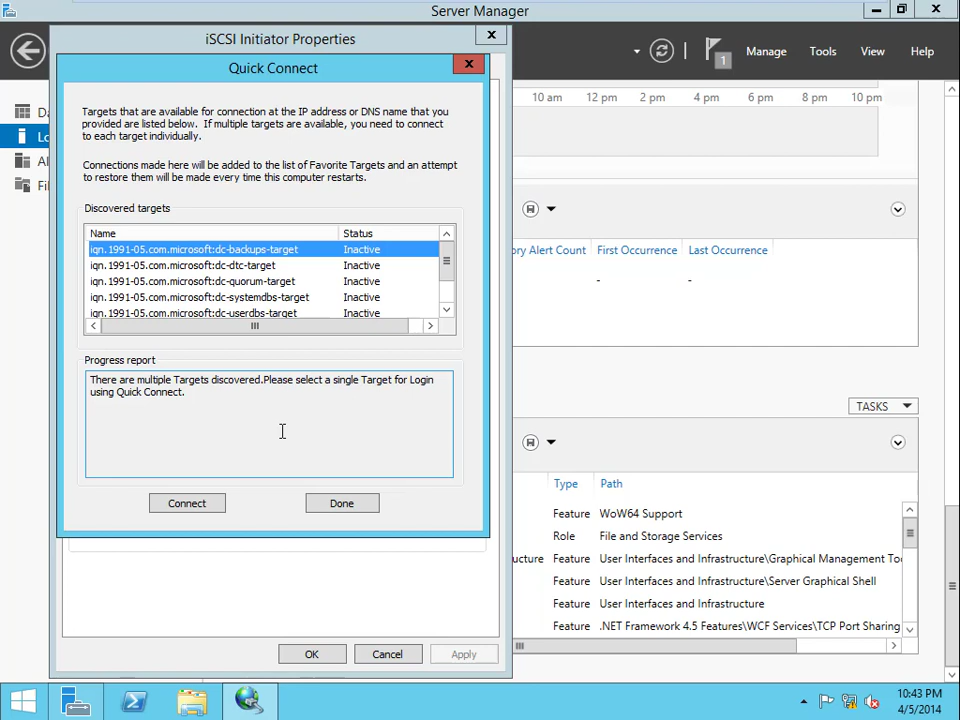 Server Manager
iSCSI Initiator Properties
Quick Connect
1
Manage
Tools
View
Help
Targets that are available for connection at the IP address or DNS name that you
provided are listed below. If multiple targets are available, you need to connect
to each target individually.
Connections made here will be added to the list of Favorite Targets and an attempt
to restore them will be made every time this computer restarts.
Discovered targets
Name Status
iqn.1991-05.com.microsoft:dc-backups-target Inactive
iqn.1991-05.com.microsoft:dc-dtc-target Inactive
iqn.1991-05.com.microsoft:dc-quorum-target Inactive
iqn.1991-05.com.microsoft:dc-systemdbs-target Inactive
iqn.1991-05.com.microsoft:dc-userdbs-target Inactive
Progress report
There are multiple Targets discovered.Please select a single Target for Login
using Quick Connect.
Connect
Done
OK
Cancel
Apply
Da
Lo
Al
Fil
10 am 12 pm 2 pm 4 pm 6 pm 8 pm 10 pm
ory Alert Count First Occurrence Last Occurrence
- -
TASKS
Type Path
Feature WoW64 Support
Role File and Storage Services
ucture Feature User Interfaces and Infrastructure\Graphical Management Too
Feature User Interfaces and Infrastructure\Server Graphical Shell
Feature User Interfaces and Infrastructure
Feature .NET Framework 4.5 Features\WCF Services\TCP Port Sharing
10:43 PM
4/5/2014